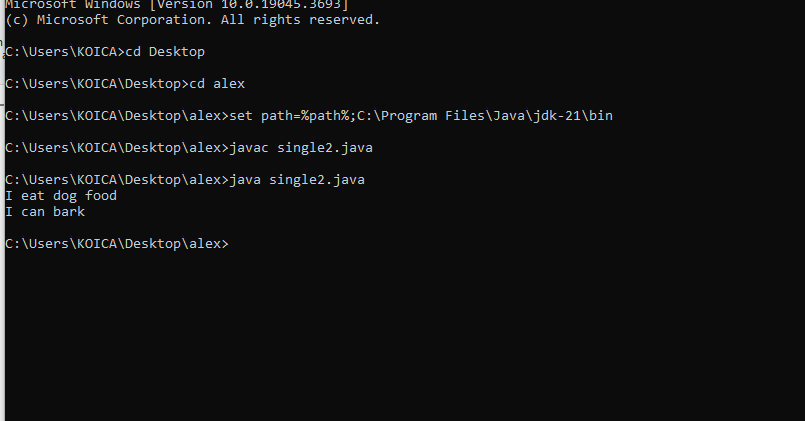 Microsoft Windows [Version 10.0.19045.3693]
(c) Microsoft Corporation. All rights reserved.
C:\Users\KOICA>cd Desktop
C:\Users\KOICA\Desktop>cd alex
C:\Users\KOICA\Desktop\alex>set path=%path%;C:\Program Files\Java\jdk-21\bin
C:\Users\KOICA\Desktop\alex>javac single2.java
C:\Users\KOICA\Desktop\alex>java single2.java
I eat dog food
I can bark
C:\Users\KOICA\Desktop\alex>